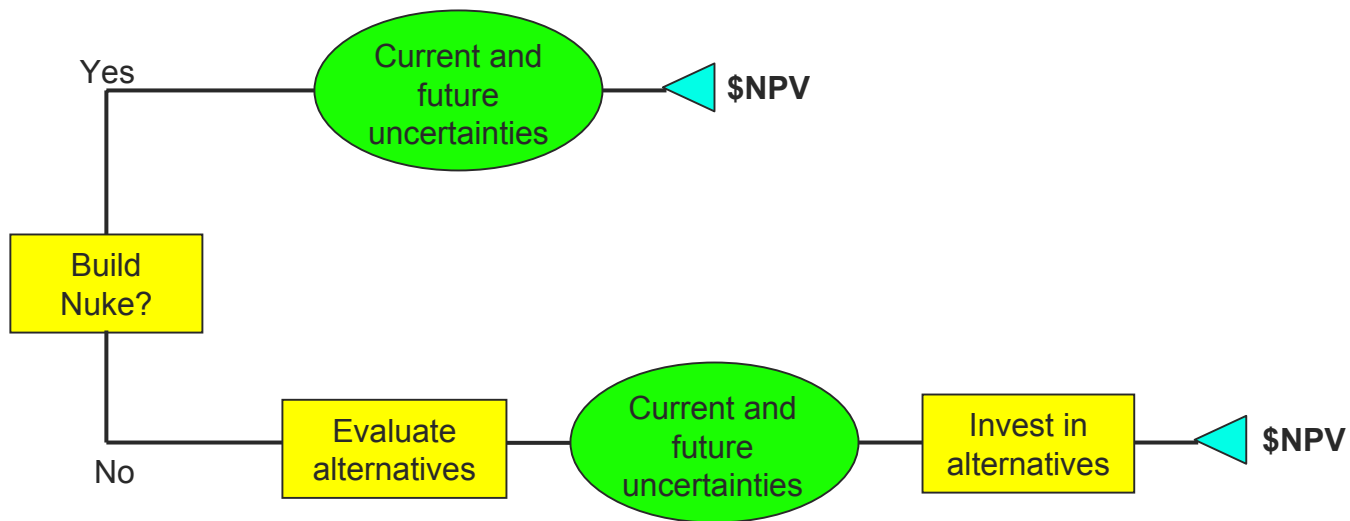 Yes
Current and
future
uncertainties
$NPV
Build
Nuke?
No
Evaluate
alternatives
Current and
future
uncertainties
Invest in
alternatives
$NPV